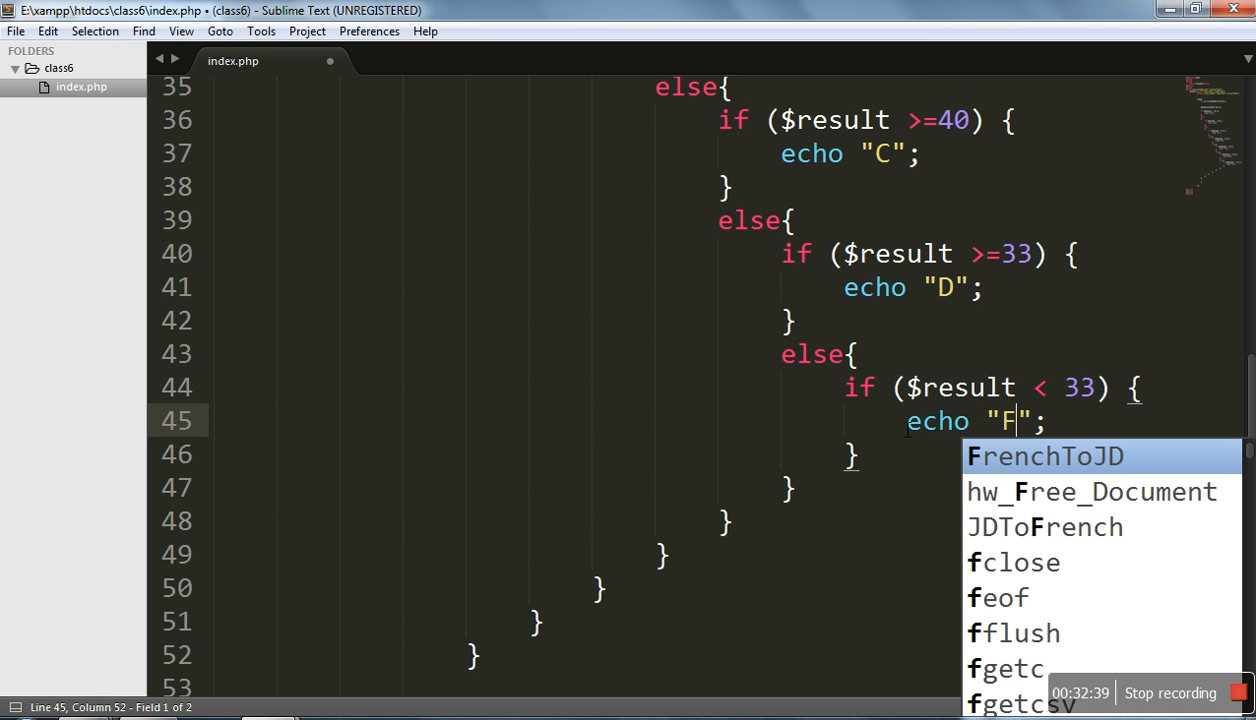 E:\xampp\htdocs\class6\index.php • (class6) - Sublime Text (UNREGISTERED)
File Edit Selection Find View Goto Tools Project Preferences Help
FOLDERS
class6
index.php
index.php
35 else{
36 if ($result >=40) {
37 echo "C";
38 }
39 else{
40 if ($result >=33) {
41 echo "D";
42 }
43 else{
44 if ($result < 33) {
45 echo "F";
46 }
47 }
48 }
49 }
50 }
51 }
52 }
53
FrenchToJD
hw_Free_Document
JDToFrench
fclose
feof
fflush
fgetc
fgetcsv
00:32:39 Stop recording
Line 45, Column 52 - Field 1 of 2